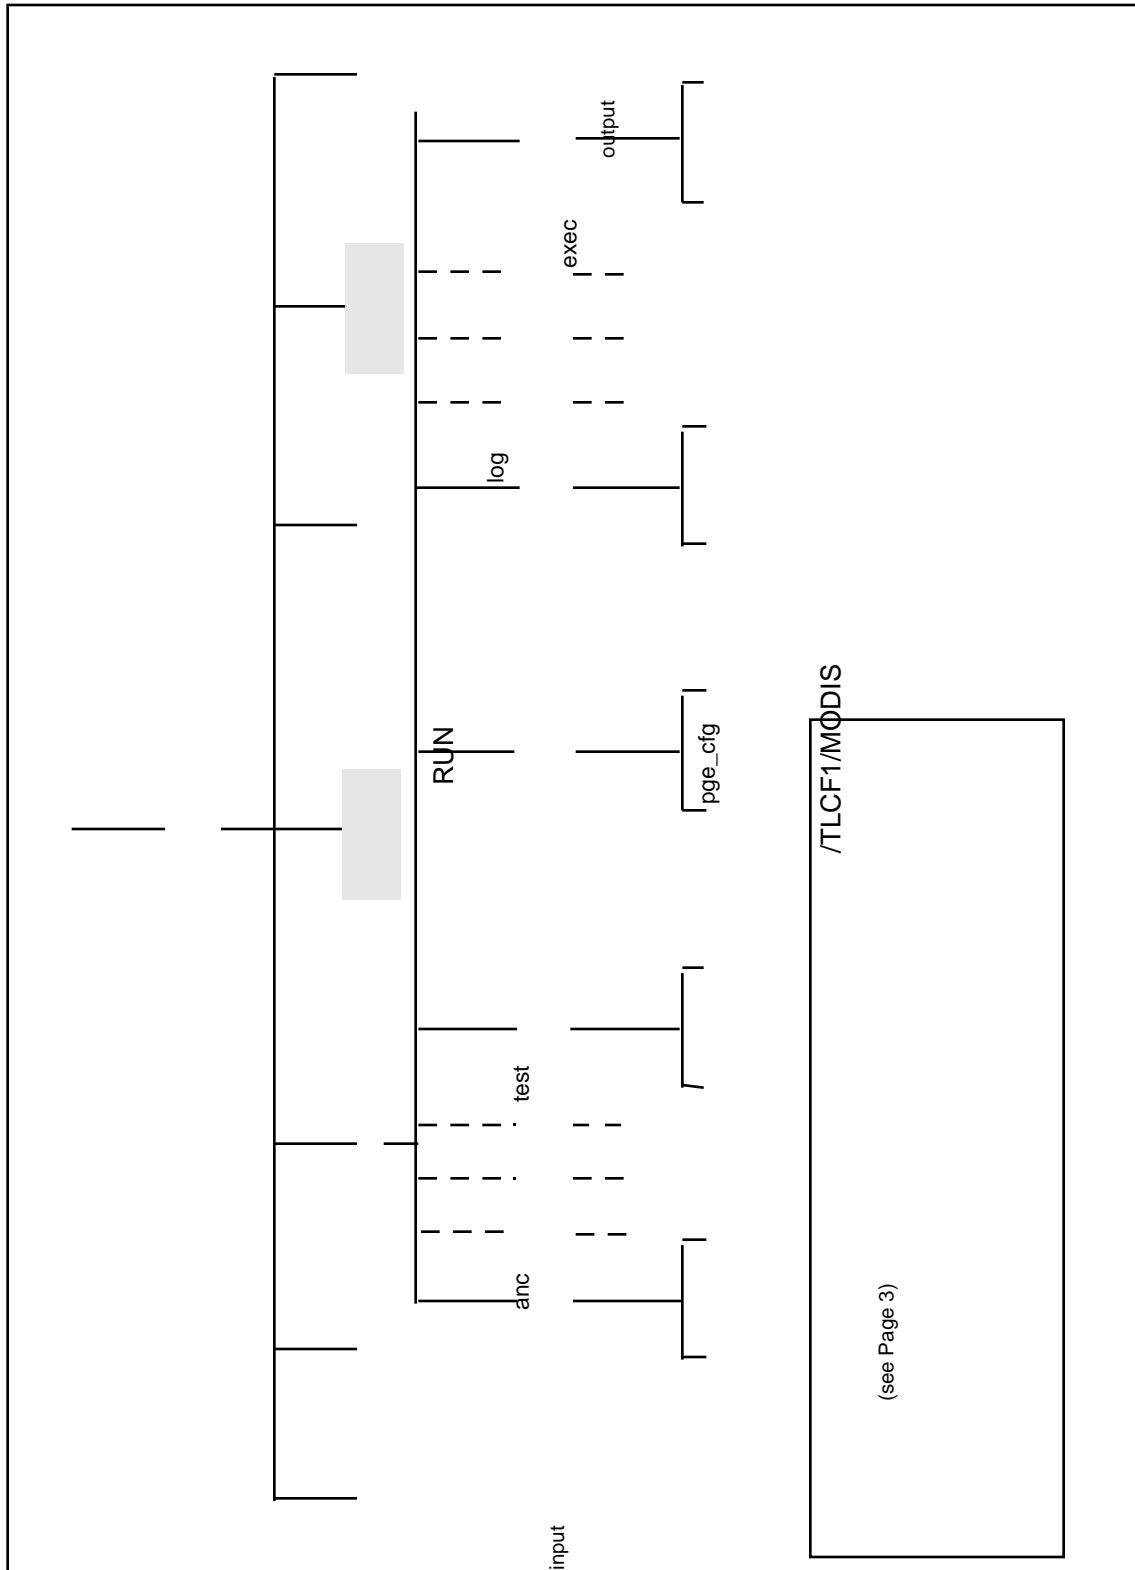 output
exec
log
RUN
pge_cfg
/TLCF1/MODIS
test
anc
(see Page 3)
input